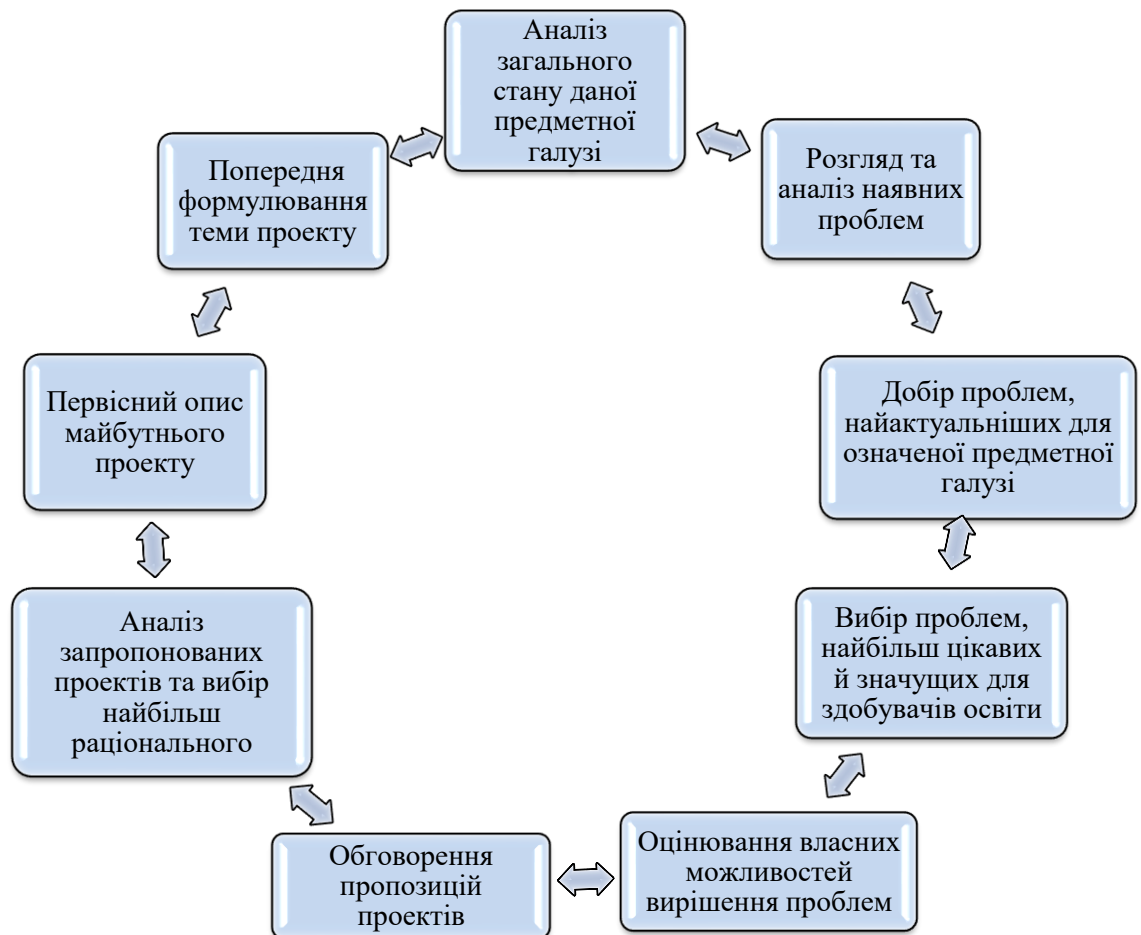 Аналіз
загального
стану даної
предметної
галузі
Розгляд та
аналіз наявних
проблем
Добір проблем,
найактуальніших для
означеної предметної
галузі
Вибір проблем,
найбільш цікавих
й значущих для
здобувачів освіти
Оцінювання власних
можливостей
вирішення проблем
Обговорення
пропозицій
проектів
Аналіз
запропонованих
проектів та вибір
найбільш
раціонального
Первісний опис
майбутнього
проекту
Попередня
формулювання
теми проекту